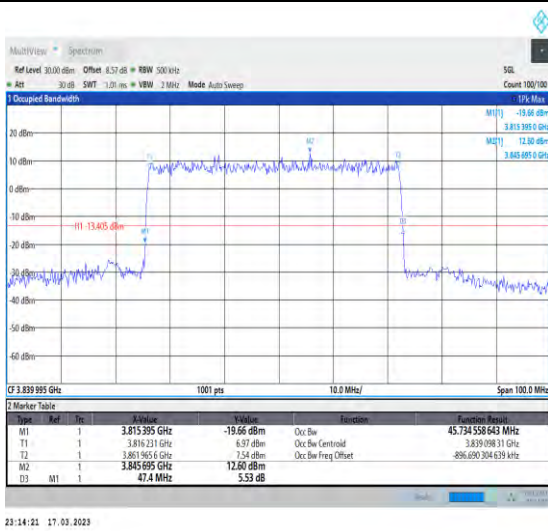 MultiView Spectrum
Ref Level 30.00 dBm Offset 8.57 dB RBW 500 kHz SGL
Att 30 dB SWT 1.01 ms VBW 2 MHz Mode Auto Sweep Count 100/100
1 Occupied Bandwidth 1Pk Max
M1[1] -19.66 dBm
3.815 395 0 GHz
M2[1] 12.60 dBm
3.845 695 0 GHz
20 dBm
M2
T1 T2
10 dBm
0 dBm
-10 dBm
H1 -13.405 dBm
D3
M1
-20 dBm
-30 dBm
-40 dBm
-50 dBm
-60 dBm
CF 3.839 995 GHz 1001 pts 10.0 MHz/ Span 100.0 MHz
2 Marker Table
Type Ref Trc X-Value Y-Value Function Function Result
M1 1 3.815 395 GHz -19.66 dBm Occ Bw 45.734 558 643 MHz
T1 1 3.816 231 GHz 6.97 dBm Occ Bw Centroid 3.839 098 31 GHz
T2 1 3.861 965 6 GHz 7.54 dBm Occ Bw Freq Offset -896.690 304 639 kHz
M2 1 3.845 695 GHz 12.60 dBm
D3 M1 1 47.4 MHz 5.53 dB
23:14:21 17.03.2023